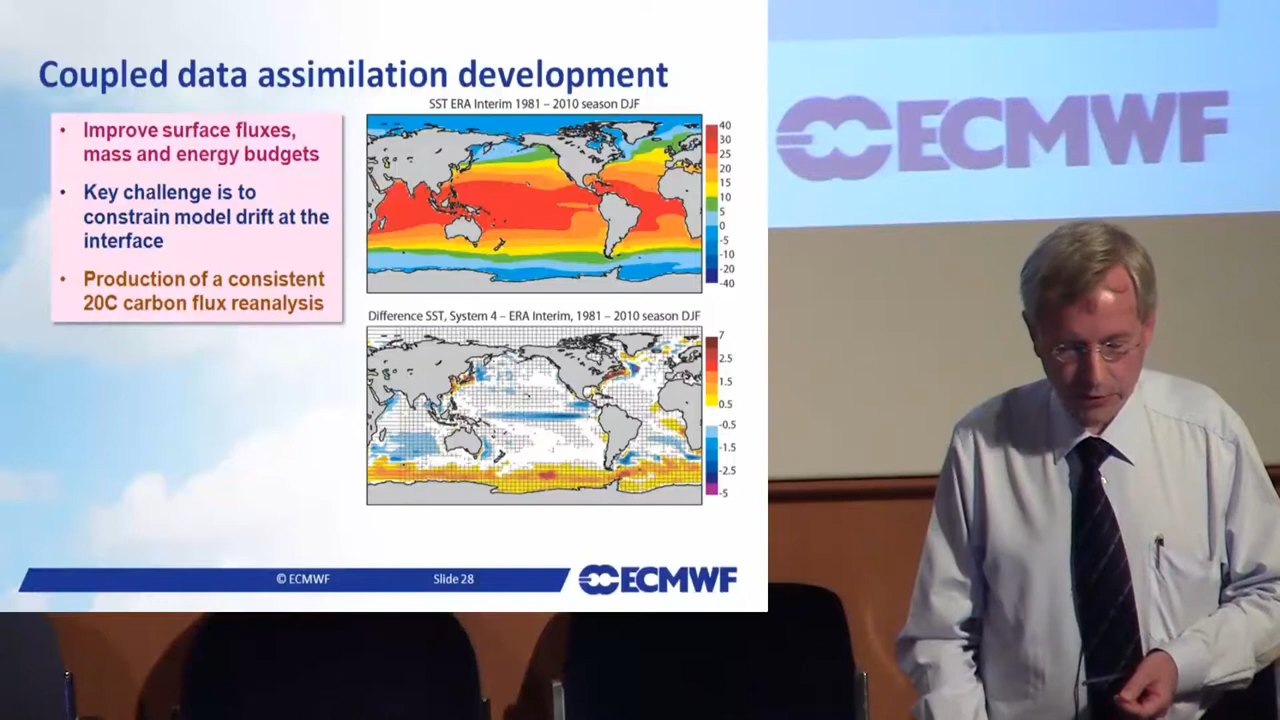 Coupled data assimilation development
• Improve surface fluxes,
mass and energy budgets
• Key challenge is to
constrain model drift at the
interface
• Production of a consistent
20C carbon flux reanalysis
SST ERA Interim 1981 – 2010 season DJF
40
30
25
20
15
10
5
0
-5
-10
-20
-40
Difference SST, System 4 – ERA Interim, 1981 – 2010 season DJF
7
2.5
1.5
0.5
-0.5
-1.5
-2.5
-5
© ECMWF
Slide 28
ECMWF
ECMWF